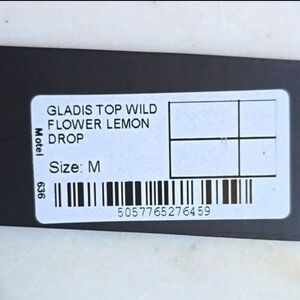 GLADIS TOP WILD
FLOWER LEMON
DROP
Size: M
5057765276459
Motel 636